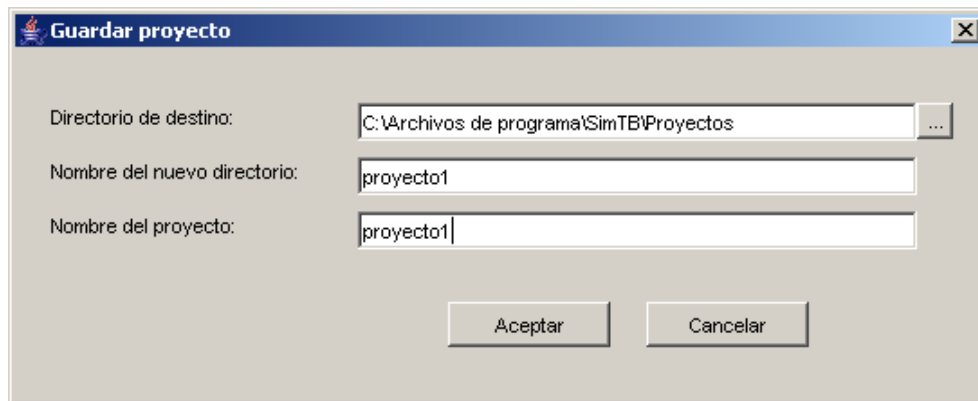 Guardar proyecto
Directorio de destino: C:\Archivos de programa\SimTB\Proyectos ...
Nombre del nuevo directorio: proyecto1
Nombre del proyecto: proyecto1
Aceptar Cancelar